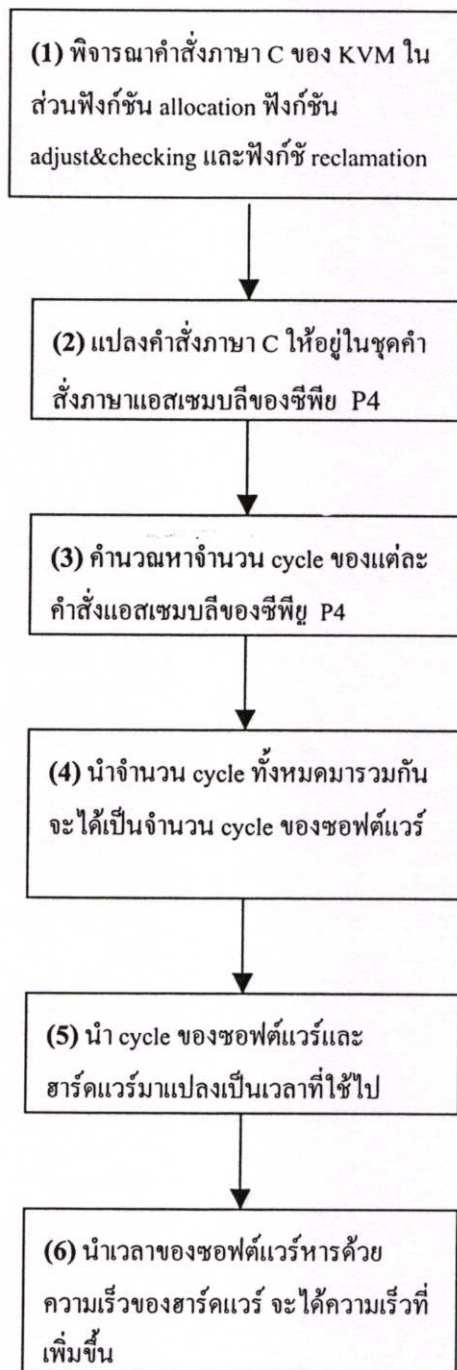 (1) พิจารณาคำสั่งภาษา C ของ KVM ใน
ส่วนฟังก์ชัน allocation ฟังก์ชัน
adjust&checking และฟังก์ชั reclamation
(2) แปลงคำสั่งภาษา C ให้อยู่ในชุดคำ
สั่งภาษาแอสเซมบลีของซีพีย P4
(3) คำนวณหาจำนวน cycle ของแต่ละ
คำสั่งแอสเซมบลีของซีพียู P4
(4) นำจำนวน cycle ทั้งหมดมารวมกัน
จะได้เป็นจำนวน cycle ของซอฟต์แวร์
(5) นำ cycle ของซอฟต์แวร์และ
ฮาร์คแวร์มาแปลงเป็นเวลาที่ใช้ไป
(6) นำเวลาของซอฟต์แวร์หารด้วย
ความเร็วของฮาร์คแวร์ จะได้ความเร็วที่
เพิ่มขึ้น